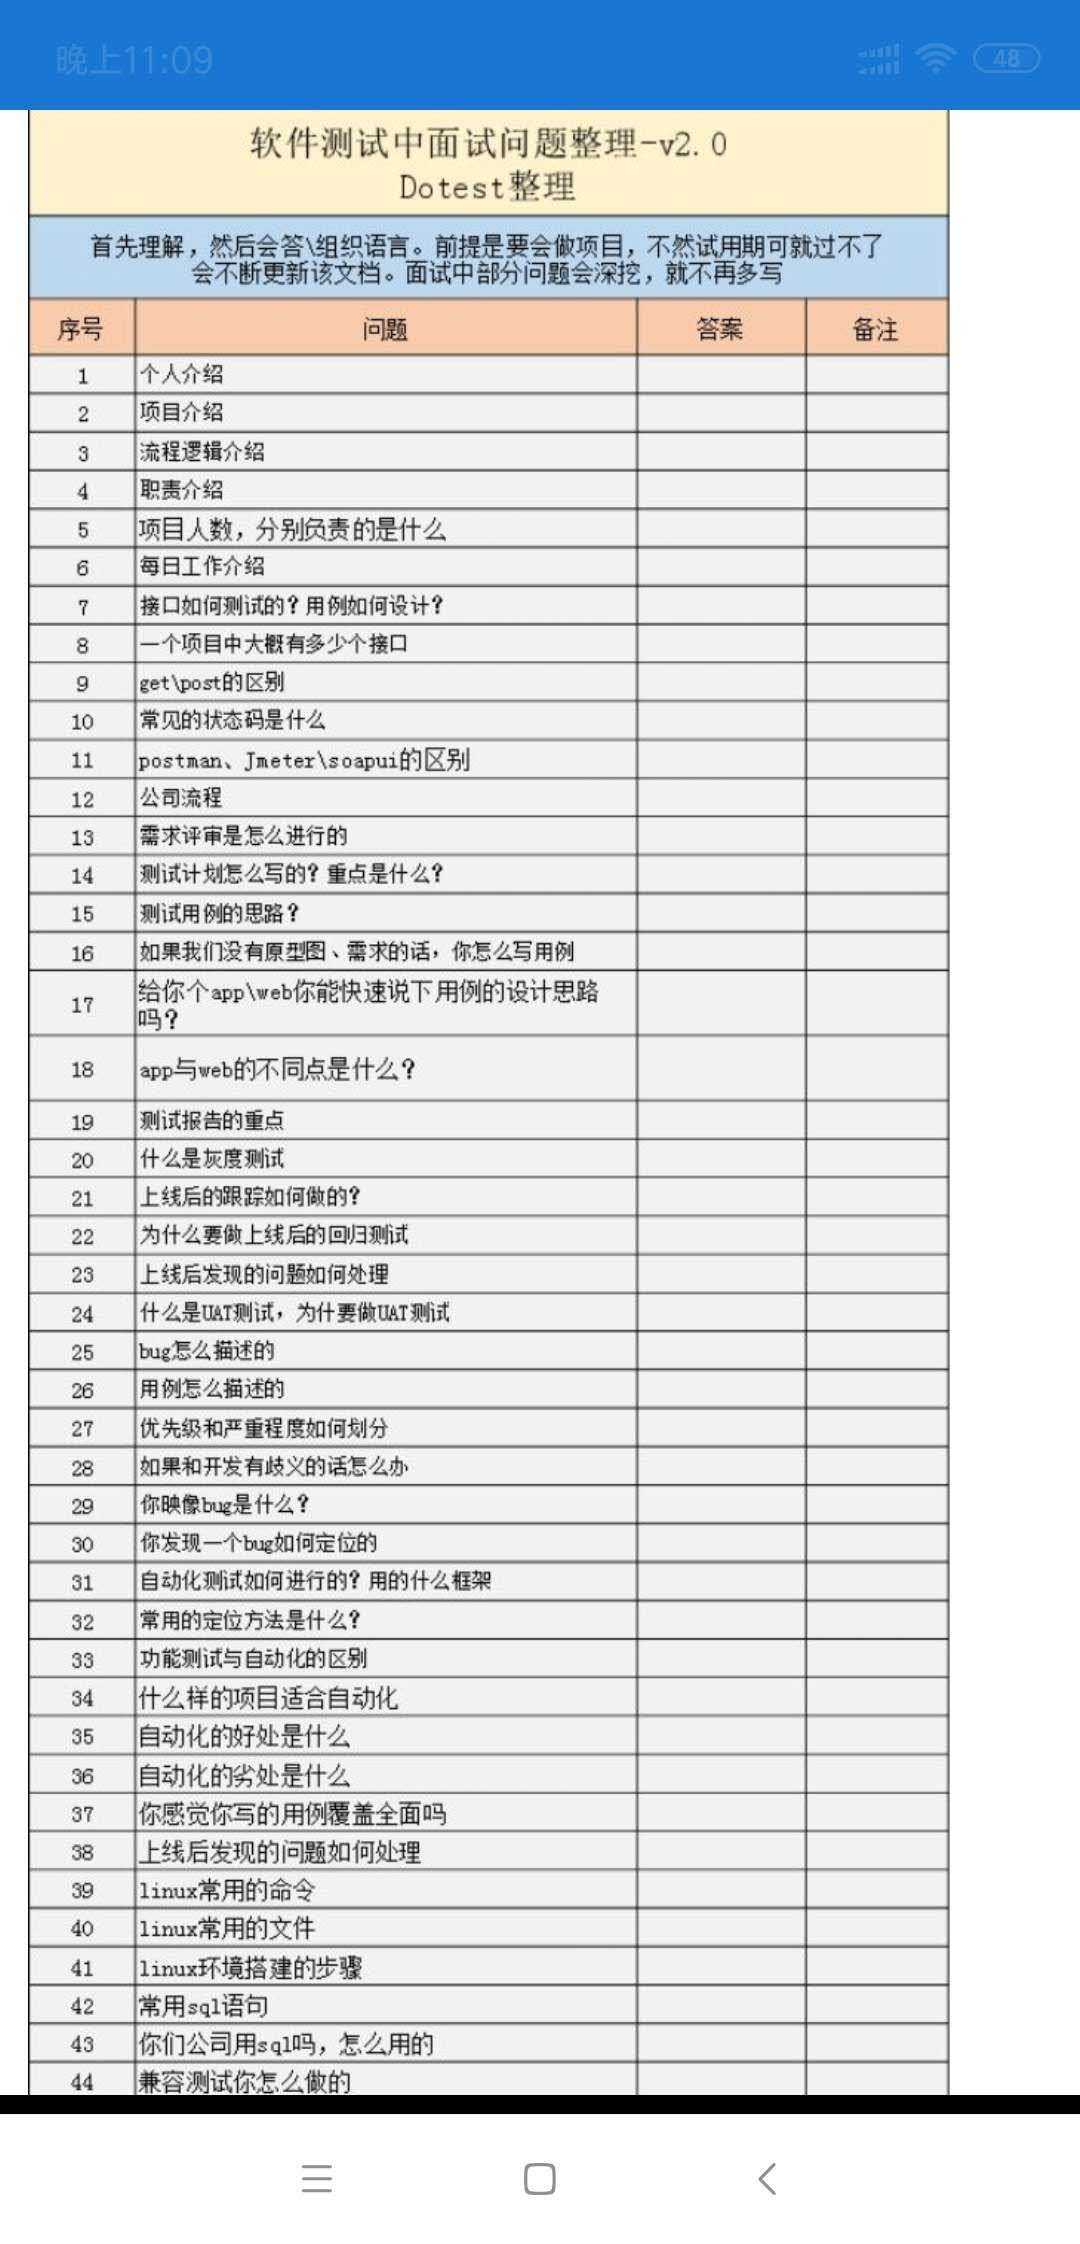 晚上11:09
48
软件测试中面试问题整理-v2.0
Dotest整理
首先理解，然后会答\组织语言。前提是要会做项目，不然试用期可就过不了
会不断更新该文档。面试中部分问题会深挖，就不再多写
序号 问题 答案 备注
1 个人介绍
2 项目介绍
3 流程逻辑介绍
4 职责介绍
5 项目人数，分别负责的是什么
6 每日工作介绍
7 接口如何测试的？用例如何设计？
8 一个项目中大概有多少个接口
9 get\post的区别
10 常见的状态码是什么
11 postman、Jmeter\soapui的区别
12 公司流程
13 需求评审是怎么进行的
14 测试计划怎么写的？重点是什么？
15 测试用例的思路？
16 如果我们没有原型图、需求的话，你怎么写用例
17 给你个app\web你能快速说下用例的设计思路
吗？
18 app与web的不同点是什么？
19 测试报告的重点
20 什么是灰度测试
21 上线后的跟踪如何做的？
22 为什么要做上线后的回归测试
23 上线后发现的问题如何处理
24 什么是UAT测试，为什要做UAT测试
25 bug怎么描述的
26 用例怎么描述的
27 优先级和严重程度如何划分
28 如果和开发有歧义的话怎么办
29 你映像bug是什么？
30 你发现一个bug如何定位的
31 自动化测试如何进行的？用的什么框架
32 常用的定位方法是什么？
33 功能测试与自动化的区别
34 什么样的项目适合自动化
35 自动化的好处是什么
36 自动化的劣处是什么
37 你感觉你写的用例覆盖全面吗
38 上线后发现的问题如何处理
39 linux常用的命令
40 linux常用的文件
41 linux环境搭建的步骤
42 常用sql语句
43 你们公司用sql吗，怎么用的
44 兼容测试你怎么做的